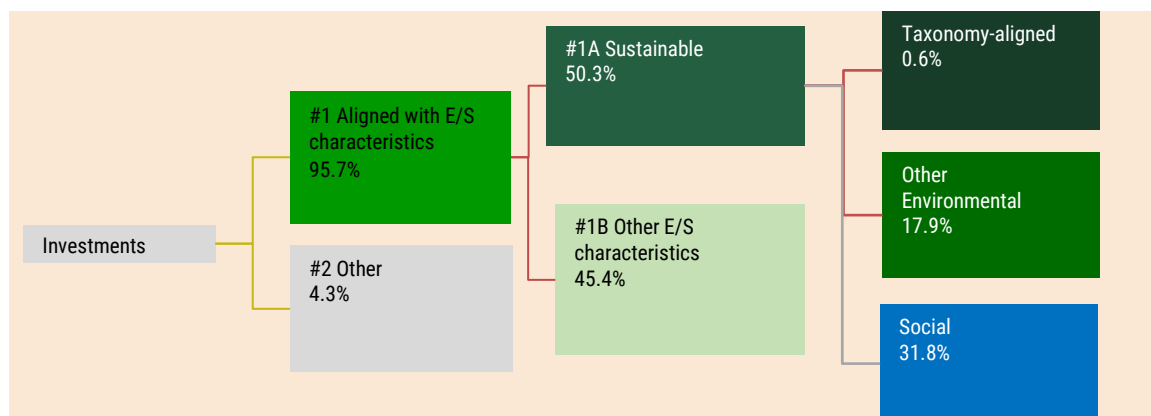 Investments
#1 Aligned with E/S
characteristics
95.7%
#2 Other
4.3%
#1A Sustainable
50.3%
#1B Other E/S
characteristics
45.4%
Taxonomy-aligned
0.6%
Other
Environmental
17.9%
Social
31.8%